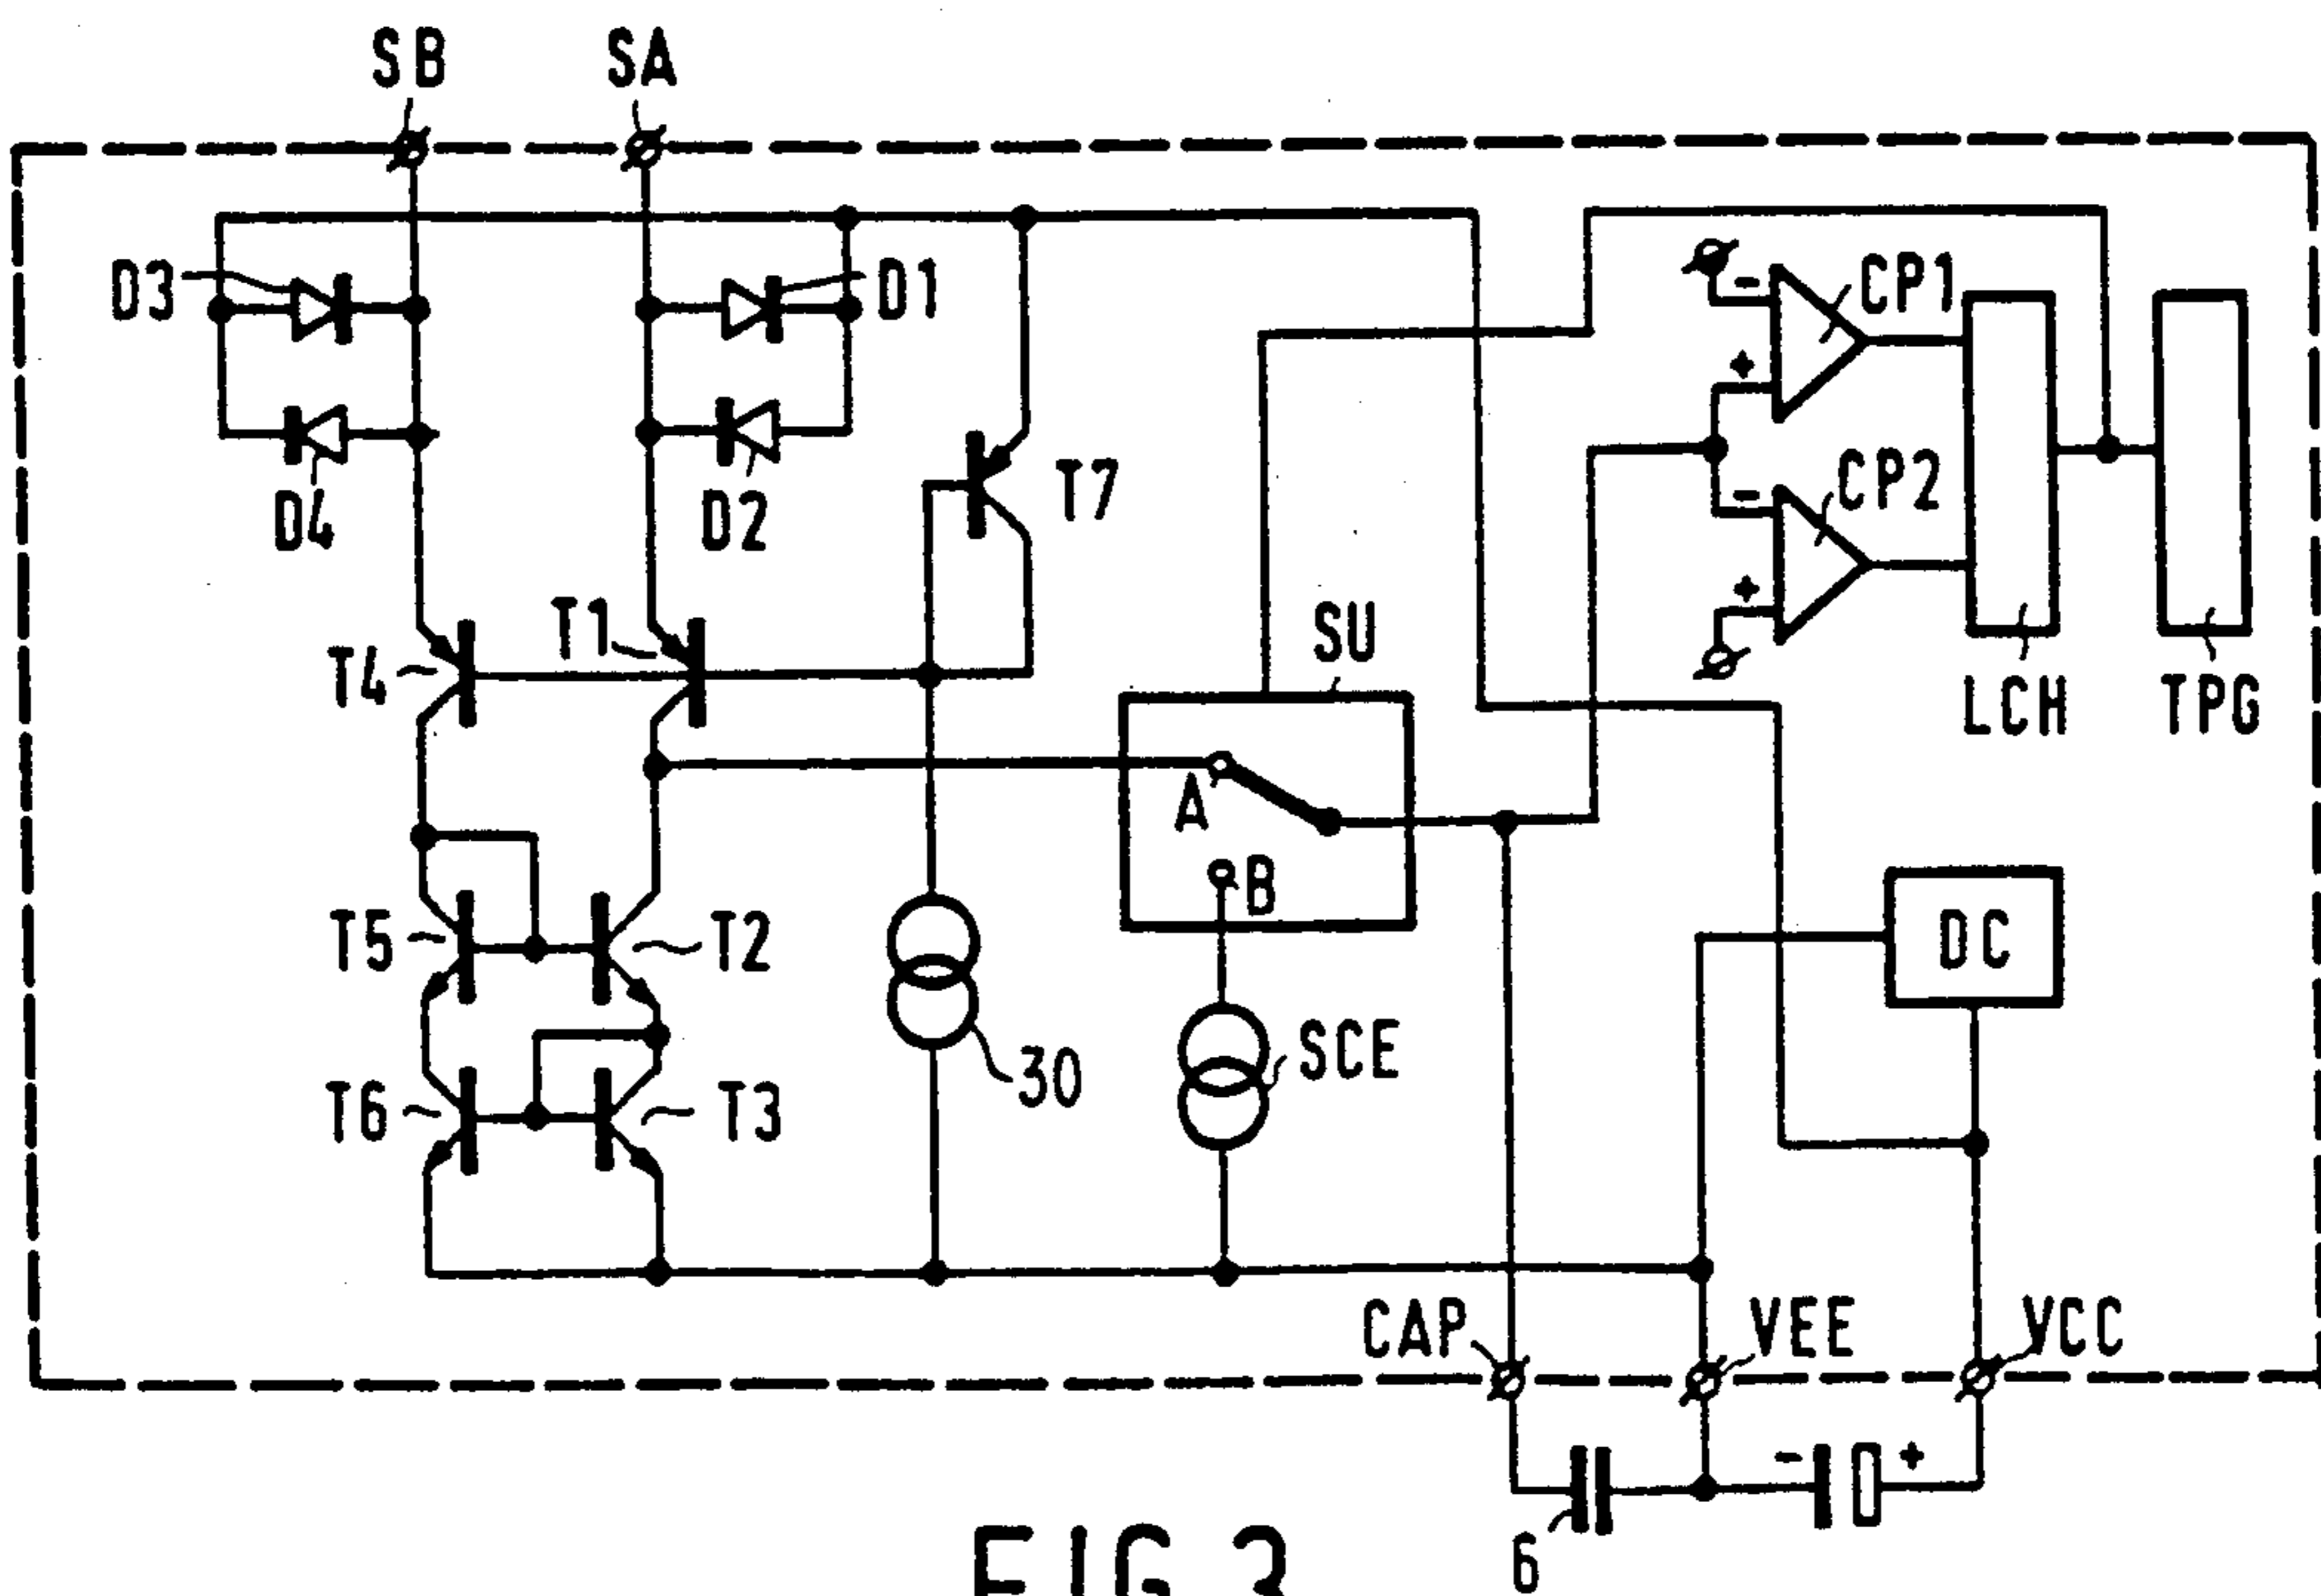 SB SA
D3 D1 - CP1
+
D4 D2 T7 - CP2
+
T4 T1 SU LCH TPG
A
B DC
T5 T2
30 SCE
T6 T3
CAP VEE VCC
- +
6
FIG.3